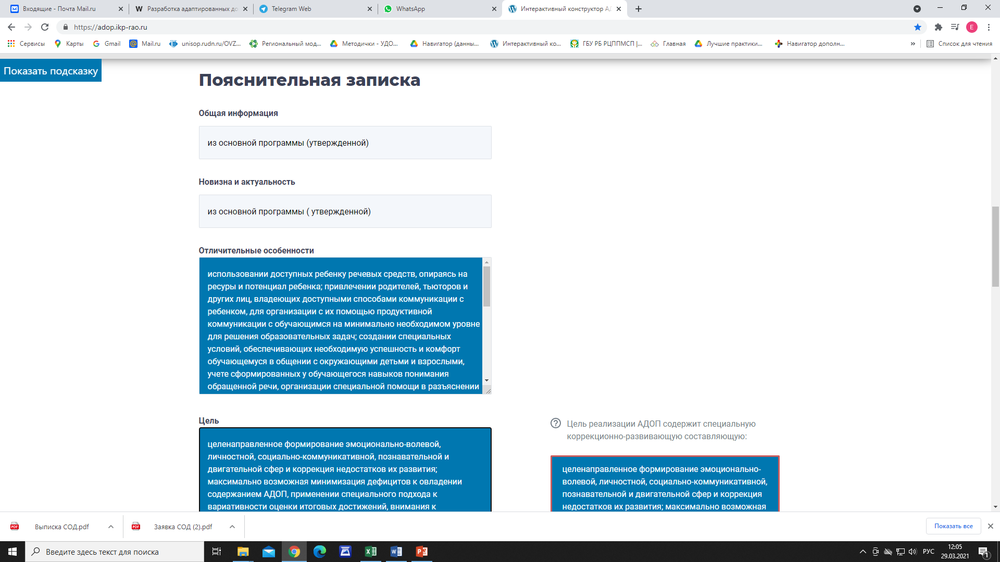 Входящие - Почта Mail.ru
Разработка адаптированных до
Telegram Web
WhatsApp
Интерактивный конструктор АД
https://adop.ikp-rao.ru
E
Сервисы
Карты
Gmail
Mail.ru
unisop.rudn.ru/OVZ...
Региональный мод...
Методички - УДО...
Навигатор (данны...
Интерактивный ко...
ГБУ РБ РЦППМСП |...
Главная
Лучшие практики...
Навигатор дополн...
»
Список для чтения
Показать подсказку
Пояснительная записка
Общая информация
из основной программы (утвержденной)
Новизна и актуальность
из основной программы ( утвержденной)
Отличительные особенности
использовании доступных ребенку речевых средств, опираясь на
ресуры и потенциал ребенка; привлечении родителей, тьюторов и
других лиц, владеющих доступными способами коммуникации с
ребенком, для организации с их помощью продуктивной
коммуникации с обучающимся на минимально необходимом уровне
для решения образовательных задач; создании специальных
условий, обеспечивающих необходимую успешность и комфорт
обучающемуся в общении с окружающими детьми и взрослыми,
учете сформированных у обучающегося навыков понимания
обращенной речи, организации специальной помощи в разъяснении
Цель
целенаправленное формирование эмоционально-волевой,
личностной, социально-коммуникативной, познавательной и
двигательной сфер и коррекция недостатков их развития;
максимально возможная минимизация дефицитов к овладении
содержанием АДОП, применении специального подхода к
вариативности оценки итоговых достижений, внимания к
Цель реализации АДОП содержит специальную
коррекционно-развивающую составляющую:
целенаправленное формирование эмоционально-
волевой, личностной, социально-коммуникативной,
познавательной и двигательной сфер и коррекция
недостатков их развития; максимально возможная
Выписка СОД.pdf
Заявка СОД (2).pdf
Показать все
Введите здесь текст для поиска
РУС
12:05
29.03.2021
1